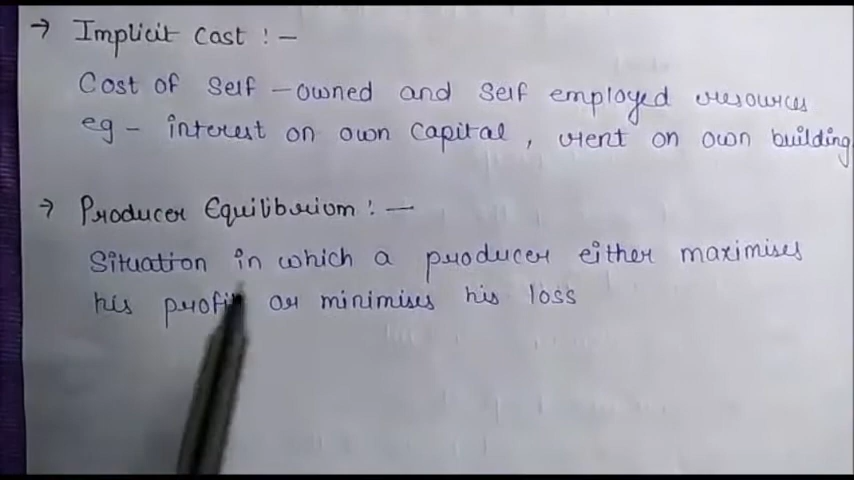 → Implicit Cost : -
Cost of Self - owned and self employed resources
eg - interest on own capital , rent on own building
→ Producer Equilibrium : -
Situation in which a producer either maximises
his profit or minimises his loss